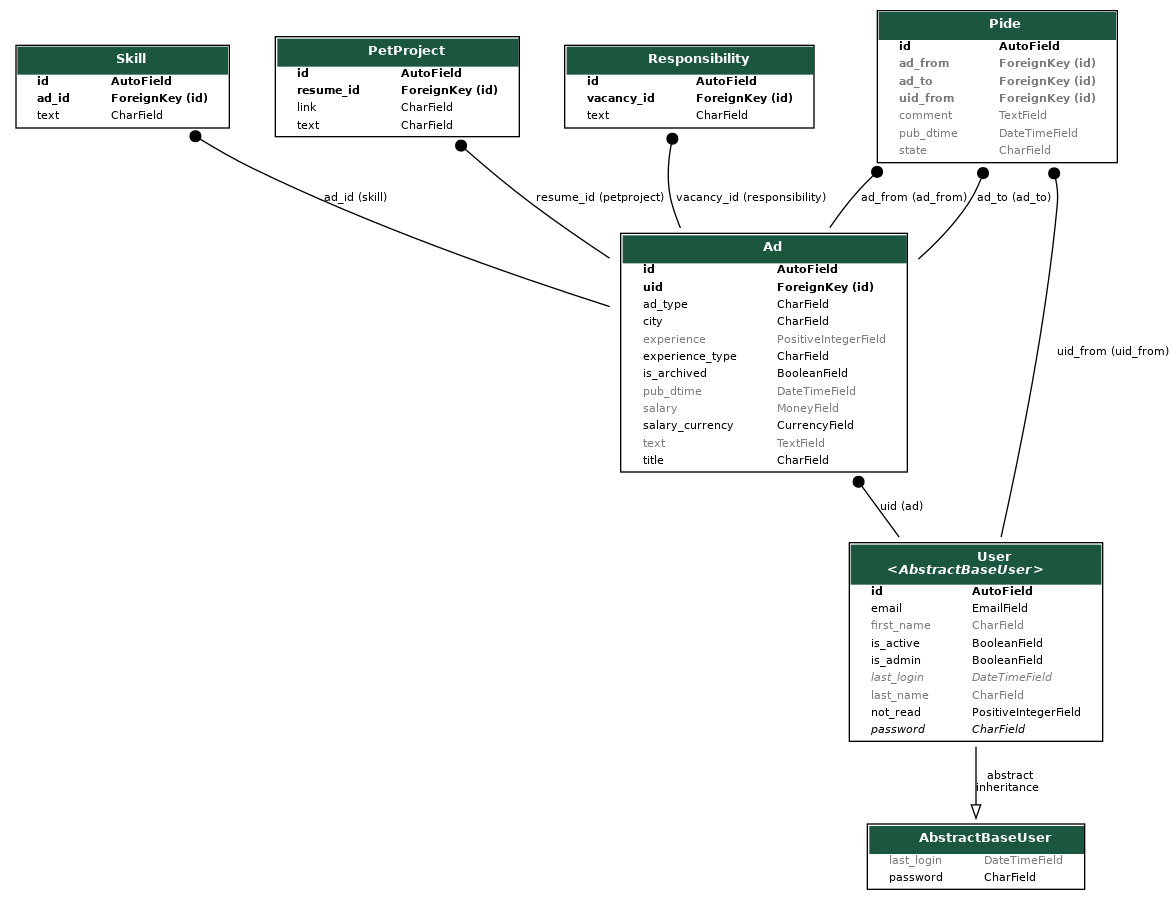 Skill
id AutoField
ad_id ForeignKey (id)
text CharField
PetProject
id AutoField
resume_id ForeignKey (id)
link CharField
text CharField
Responsibility
id AutoField
vacancy_id ForeignKey (id)
text CharField
Pide
id AutoField
ad_from ForeignKey (id)
ad_to ForeignKey (id)
uid_from ForeignKey (id)
comment TextField
pub_dtime DateTimeField
state CharField
ad_id (skill)
resume_id (petproject)
vacancy_id (responsibility)
ad_from (ad_from)
ad_to (ad_to)
Ad
id AutoField
uid ForeignKey (id)
ad_type CharField
city CharField
experience PositiveIntegerField
experience_type CharField
is_archived BooleanField
pub_dtime DateTimeField
salary MoneyField
salary_currency CurrencyField
text TextField
title CharField
uid_from (uid_from)
uid (ad)
User
<AbstractBaseUser>
id AutoField
email EmailField
first_name CharField
is_active BooleanField
is_admin BooleanField
last_login DateTimeField
last_name CharField
not_read PositiveIntegerField
password CharField
abstract
inheritance
AbstractBaseUser
last_login DateTimeField
password CharField